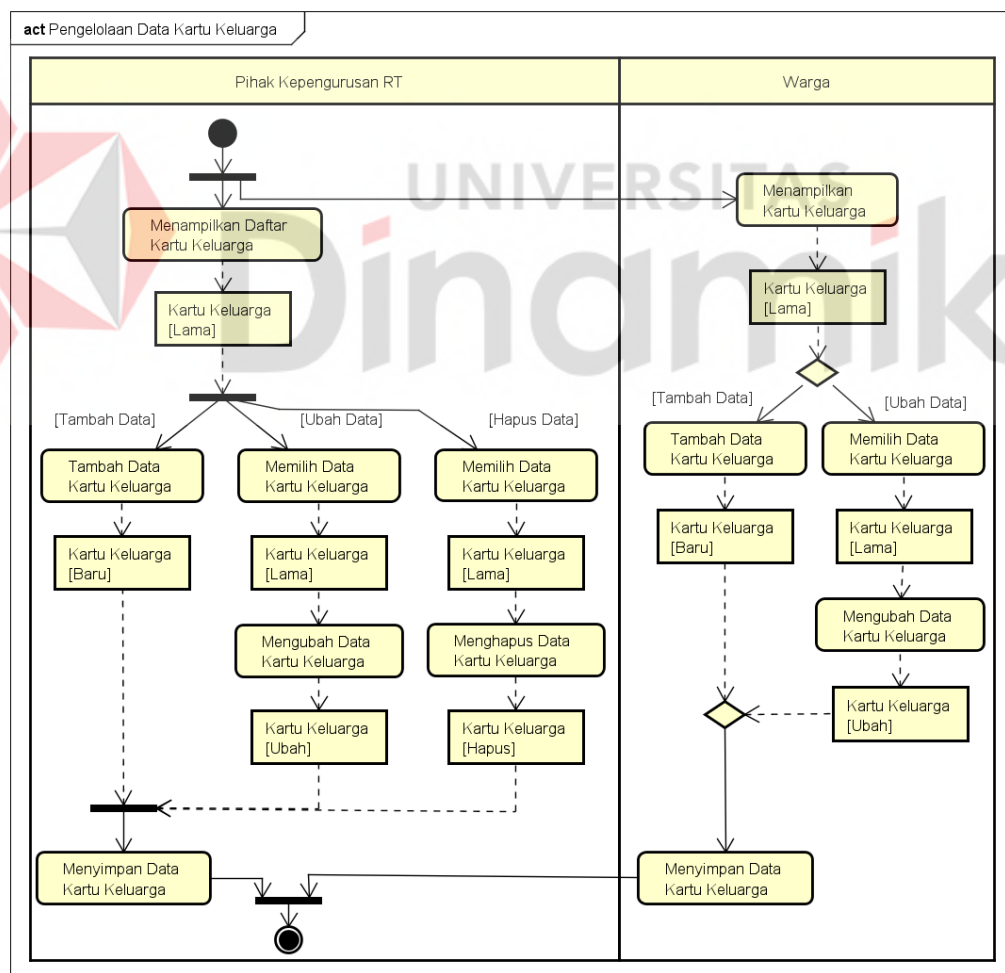 act Pengelolaan Data Kartu Keluarga
Pihak Kepengurusan RT
Warga
UNIVERSITAS
Dinamik
Menampilkan Daftar
Kartu Keluarga
Kartu Keluarga
[Lama]
[Tambah Data]
[Ubah Data]
[Hapus Data]
Tambah Data
Kartu Keluarga
Memilih Data
Kartu Keluarga
Memilih Data
Kartu Keluarga
Kartu Keluarga
[Baru]
Kartu Keluarga
[Lama]
Kartu Keluarga
[Lama]
Mengubah Data
Kartu Keluarga
Menghapus Data
Kartu Keluarga
Kartu Keluarga
[Ubah]
Kartu Keluarga
[Hapus]
Menyimpan Data
Kartu Keluarga
Menampilkan
Kartu Keluarga
Kartu Keluarga
[Lama]
[Tambah Data]
[Ubah Data]
Tambah Data
Kartu Keluarga
Memilih Data
Kartu Keluarga
Kartu Keluarga
[Baru]
Kartu Keluarga
[Lama]
Mengubah Data
Kartu Keluarga
Kartu Keluarga
[Ubah]
Menyimpan Data
Kartu Keluarga